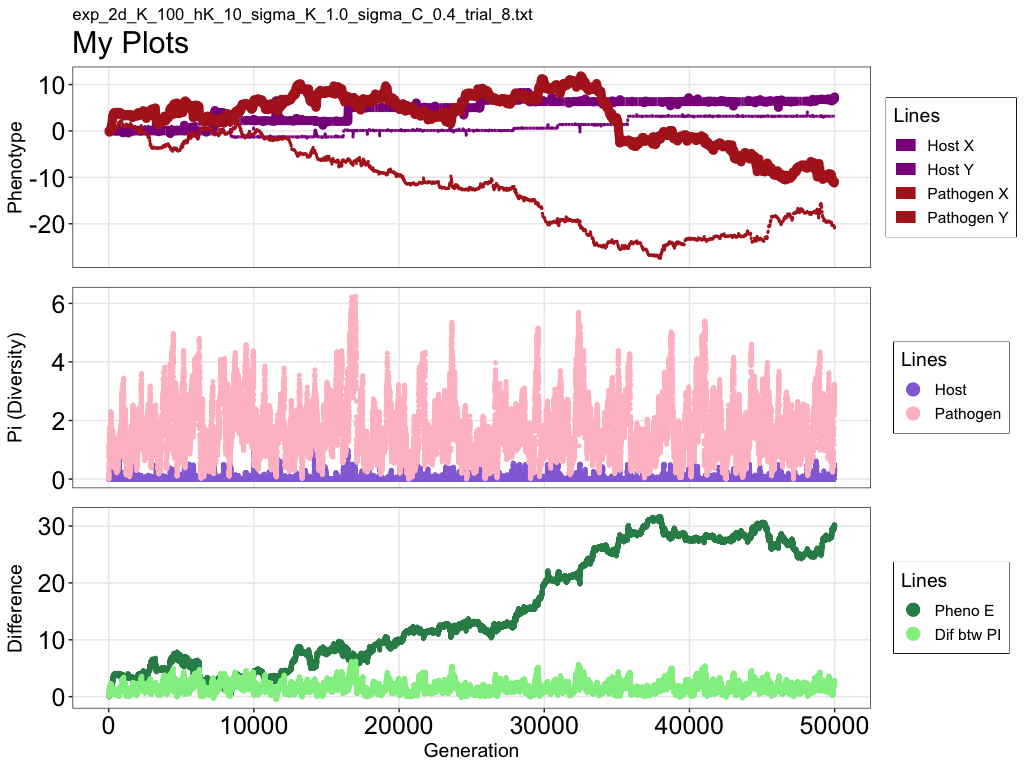 exp_2d_K_100_hK_10_sigma_K_1.0_sigma_C_0.4_trial_8.txt
My Plots
10
0
-10
-20
Phenotype
Lines
Host X
Host Y
Pathogen X
Pathogen Y
6
4
2
0
Pi (Diversity)
Lines
Host
Pathogen
30
20
10
0
Difference
Lines
Pheno E
Dif btw PI
0 10000 20000 30000 40000 50000
Generation